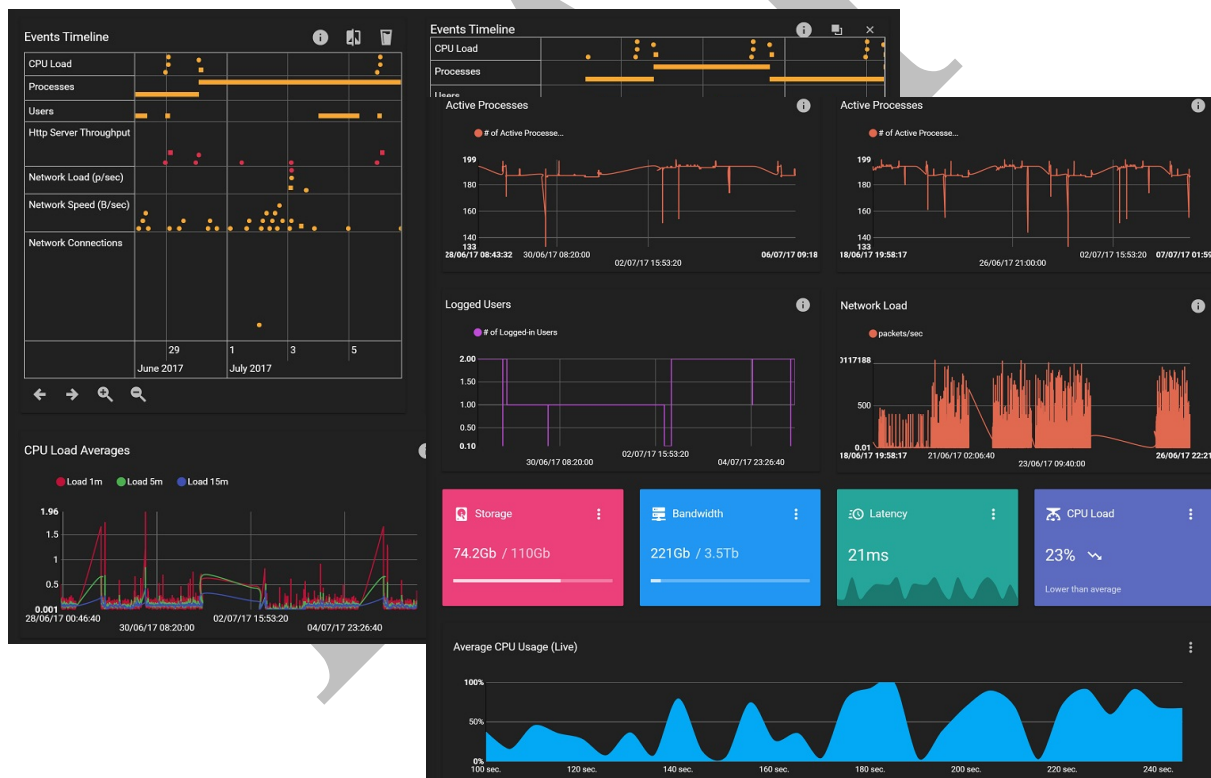 Events Timeline
CPU Load
Processes
Users
Http Server Throughput
Network Load (p/sec)
Network Speed (B/sec)
Network Connections
29
1
3
5
June 2017
July 2017
CPU Load Averages
Load 1m
Load 5m
Load 15m
1.96
1.5
1
0.5
0.001
28/06/17 00:46:40
30/06/17 08:20:00
02/07/17 15:53:20
04/07/17 23:26:40
Events Timeline
CPU Load
Processes
Users
Active Processes
# of Active Processe...
199
180
160
140
133
28/06/17 08:43:32
30/06/17 08:20:00
02/07/17 15:53:20
06/07/17 09:18
Active Processes
# of Active Processe...
199
180
160
140
133
18/06/17 19:58:17
26/06/17 21:00:00
02/07/17 15:53:20
07/07/17 01:59
Logged Users
# of Logged-in Users
2.00
1.50
1.00
0.50
0.10
30/06/17 08:20:00
02/07/17 15:53:20
04/07/17 23:26:40
Network Load
packets/sec
0117188
500
0.01
18/06/17 19:58:17
21/06/17 02:06:40
23/06/17 09:40:00
26/06/17 22:21
Storage
74.2Gb / 110Gb
Bandwidth
221Gb / 3.5Tb
Latency
21ms
CPU Load
23%
Lower than average
Average CPU Usage (Live)
100%
50%
0%
100 sec.
120 sec.
140 sec.
160 sec.
180 sec.
200 sec.
220 sec.
240 sec.